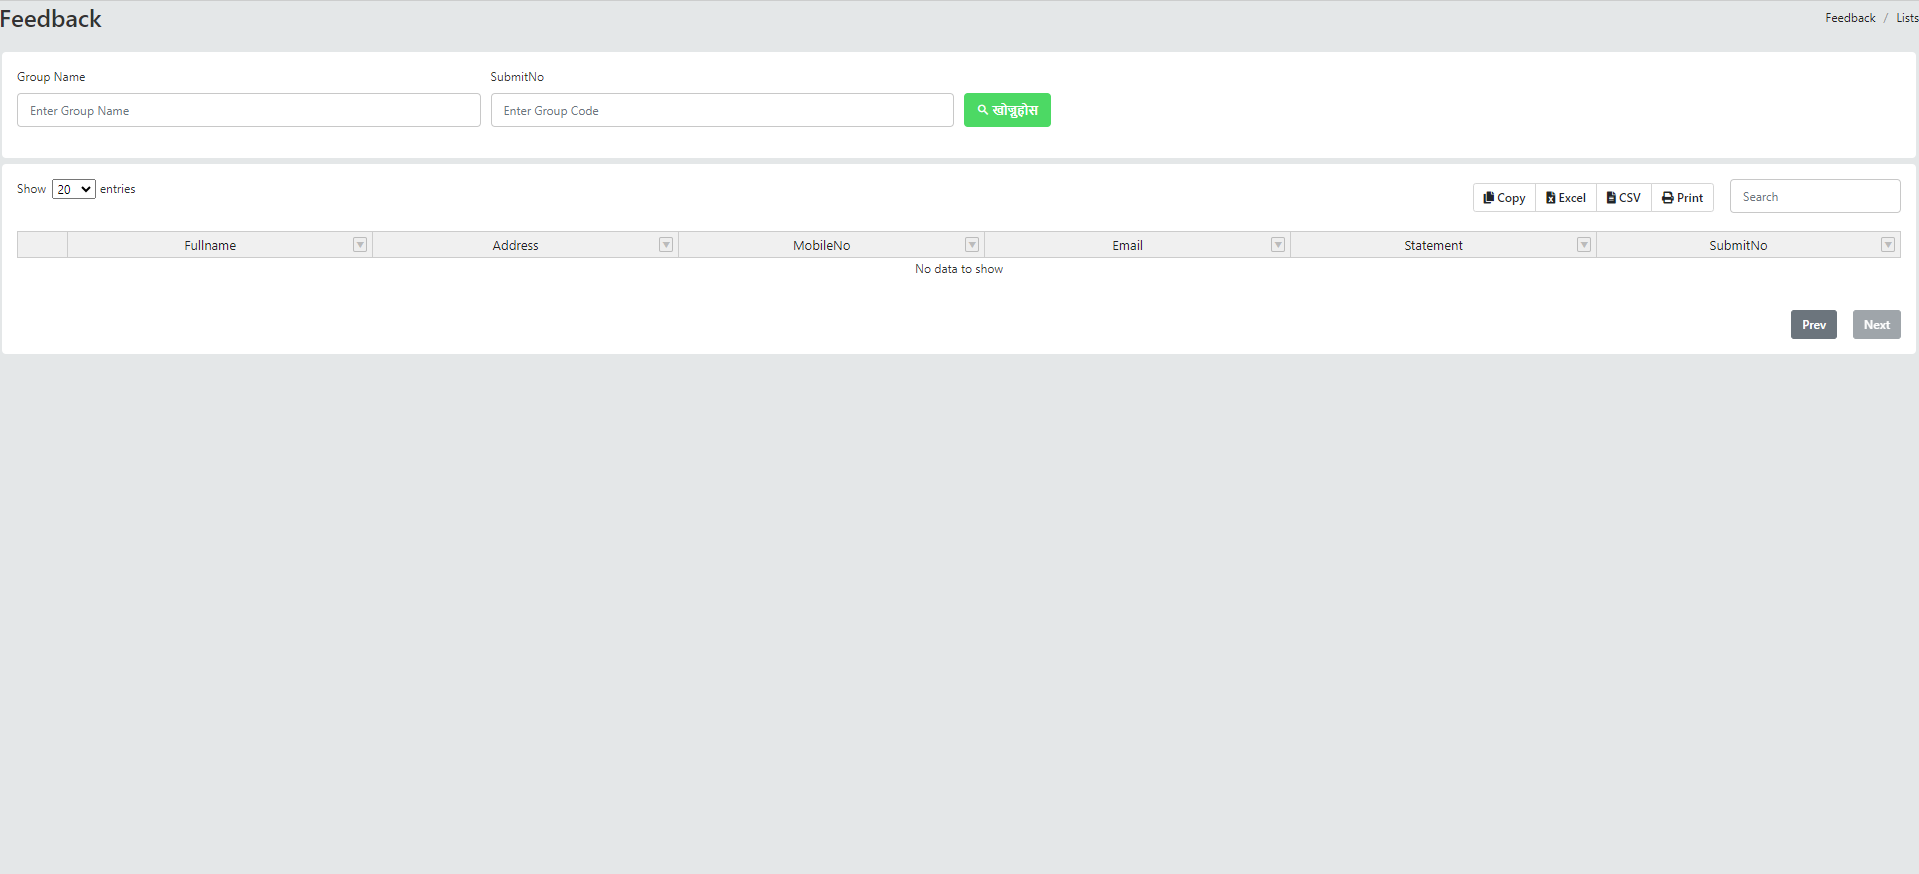 Feedback
Feedback / Lists
Group Name
SubmitNo
Enter Group Name
Enter Group Code
खोज्नुहोस
Show 20 entries
Copy
Excel
CSV
Print
Search
Fullname
Address
MobileNo
Email
Statement
SubmitNo
No data to show
Prev
Next